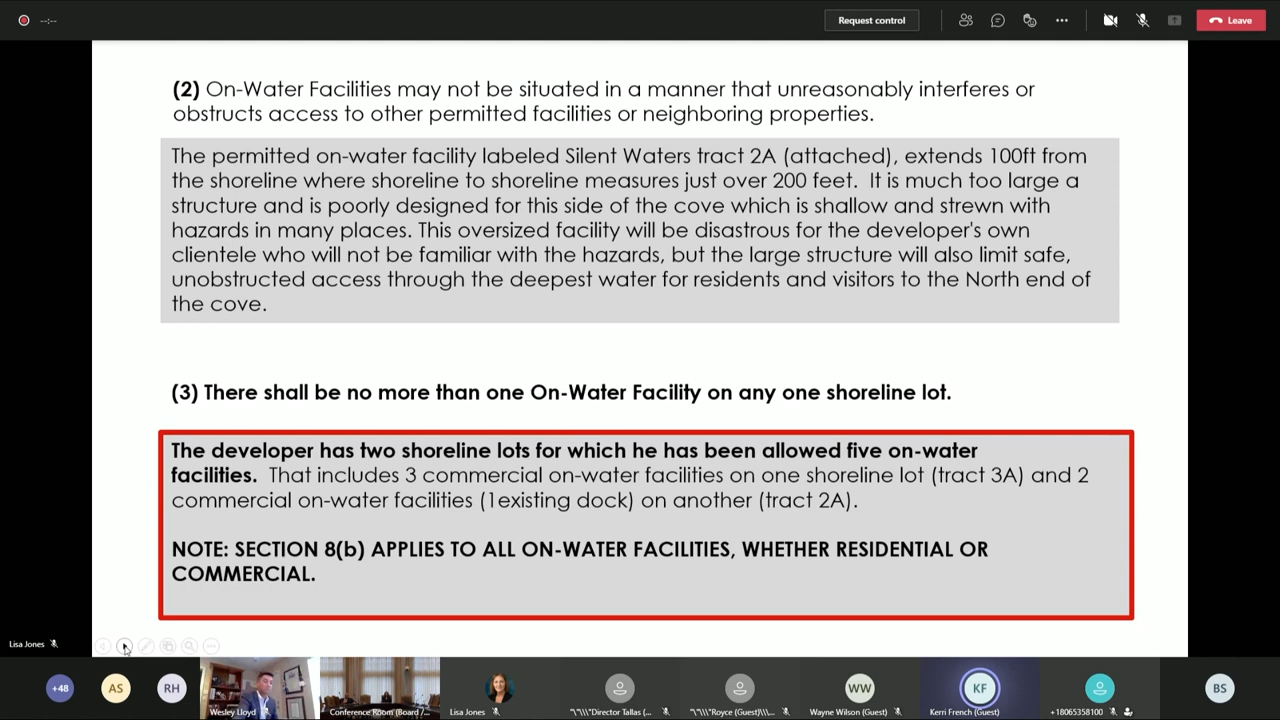 --:--
Request control
Leave
(2) On-Water Facilities may not be situated in a manner that unreasonably interferes or
obstructs access to other permitted facilities or neighboring properties.
The permitted on-water facility labeled Silent Waters tract 2A (attached), extends 100ft from
the shoreline where shoreline to shoreline measures just over 200 feet. It is much too large a
structure and is poorly designed for this side of the cove which is shallow and strewn with
hazards in many places. This oversized facility will be disastrous for the developer's own
clientele who will not be familiar with the hazards, but the large structure will also limit safe,
unobstructed access through the deepest water for residents and visitors to the North end of
the cove.
(3) There shall be no more than one On-Water Facility on any one shoreline lot.
The developer has two shoreline lots for which he has been allowed five on-water
facilities. That includes 3 commercial on-water facilities on one shoreline lot (tract 3A) and 2
commercial on-water facilities (1existing dock) on another (tract 2A).
NOTE: SECTION 8(b) APPLIES TO ALL ON-WATER FACILITIES, WHETHER RESIDENTIAL OR
COMMERCIAL.
Lisa Jones
+48
AS
RH
WW
KF
BS
Wesley Lloyd
Conference Room (Board /...
Lisa Jones
"\"\\\"Director Tallas (...
"\"\\\"Royce (Guest)\\\...
Wayne Wilson (Guest)
Kerri French (Guest)
+18065358100